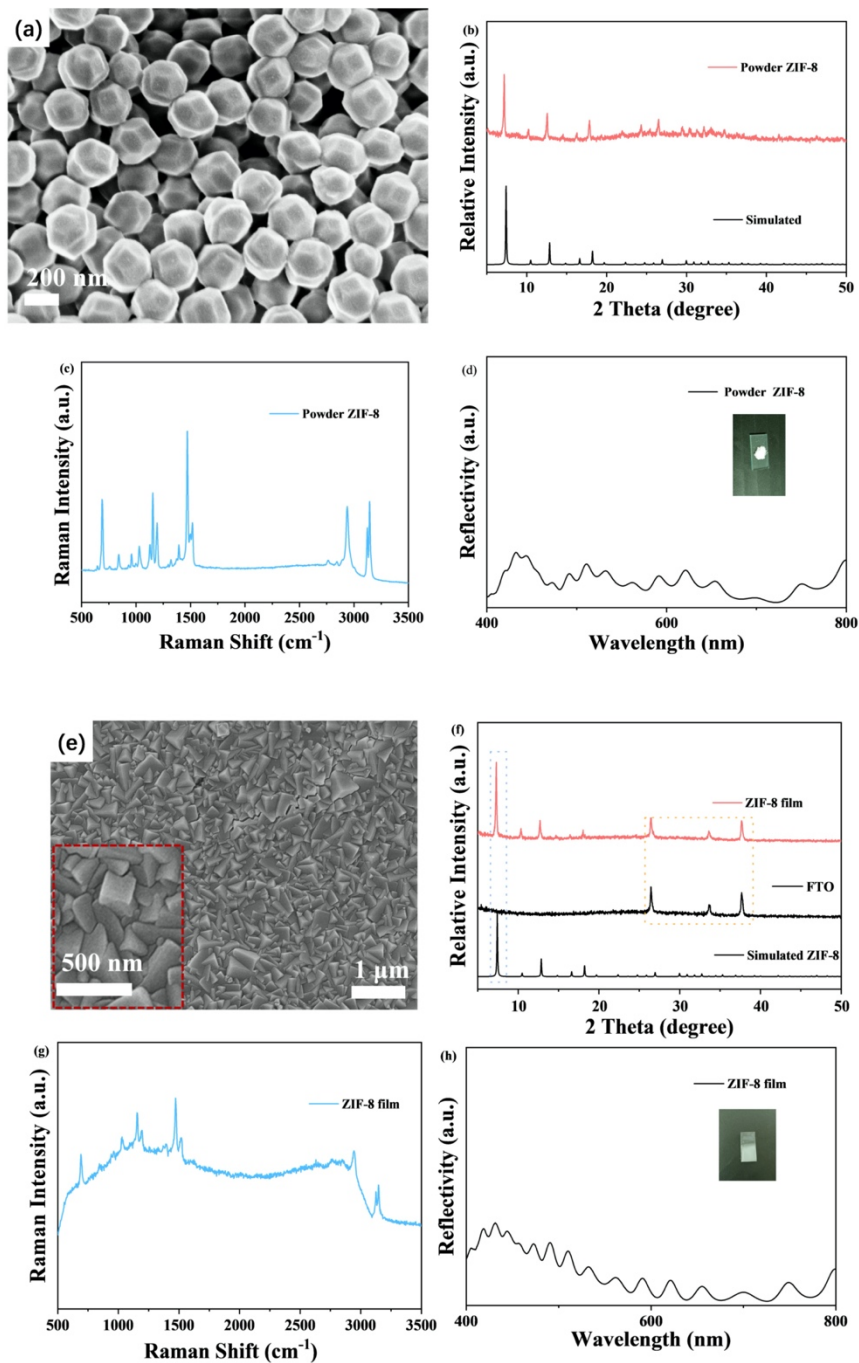 (a)
200 nm
(b)
Relative Intensity (a.u.)
Powder ZIF-8
Simulated
10 20 30 40 50
2 Theta (degree)
(c)
Raman Intensity (a.u.)
Powder ZIF-8
500 1000 1500 2000 2500 3000 3500
Raman Shift (cm⁻¹)
(d)
Reflectivity (a.u.)
Powder ZIF-8
400 600 800
Wavelength (nm)
(e)
500 nm
1 μm
(f)
Relative Intensity (a.u.)
ZIF-8 film
FTO
Simulated ZIF-8
10 20 30 40 50
2 Theta (degree)
(g)
Raman Intensity (a.u.)
ZIF-8 film
500 1000 1500 2000 2500 3000 3500
Raman Shift (cm⁻¹)
(h)
Reflectivity (a.u.)
ZIF-8 film
400 600 800
Wavelength (nm)